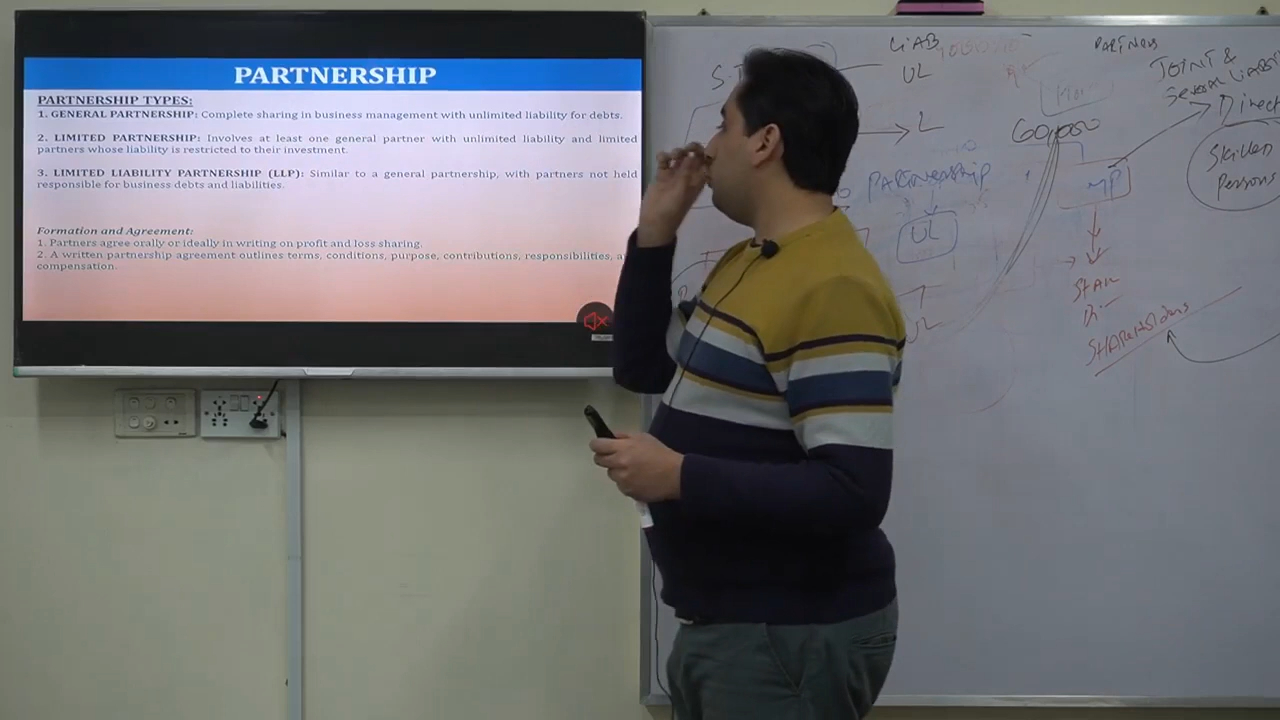 PARTNERSHIP
PARTNERSHIP TYPES:
1. GENERAL PARTNERSHIP: Complete sharing in business management with unlimited liability for debts.
2. LIMITED PARTNERSHIP: Involves at least one general partner with unlimited liability and limited
partners whose liability is restricted to their investment.
3. LIMITED LIABILITY PARTNERSHIP (LLP): Similar to a general partnership, with partners not held
responsible for business debts and liabilities.
Formation and Agreement:
1. Partners agree orally or ideally in writing on profit and loss sharing.
2. A written partnership agreement outlines terms, conditions, purpose, contributions, responsibilities,
compensation.
LIAB
UL
L
PARTNERSHIP
UL
UL
PARTNERS
JOINT &
Several
Direct
Skilled
Persons
SHAREHOLDERS